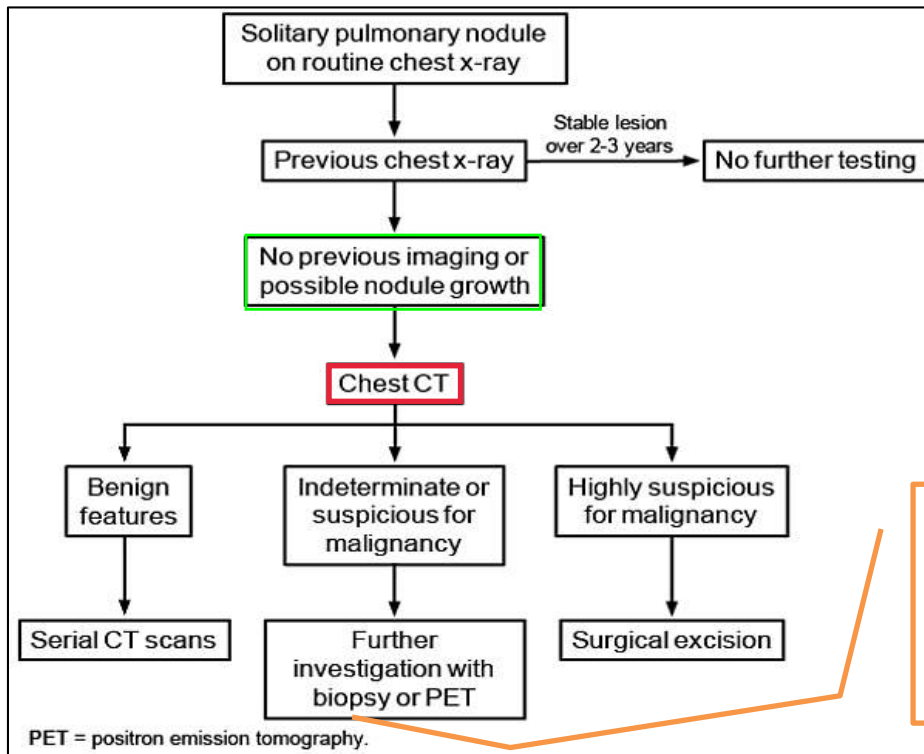 Solitary pulmonary nodule
on routine chest x-ray
Stable lesion
over 2-3 years
Previous chest x-ray
No further testing
No previous imaging or
possible nodule growth
Chest CT
Benign
features
Indeterminate or
suspicious for
malignancy
Highly suspicious
for malignancy
Serial CT scans
Further
investigation with
biopsy or PET
Surgical excision
PET = positron emission tomography.